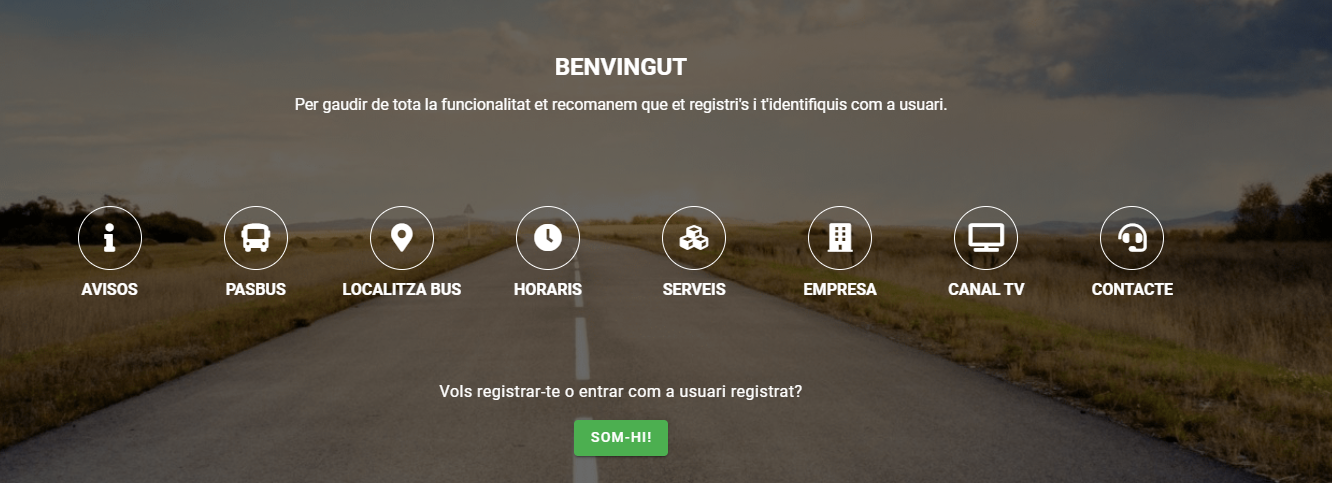 BENVINGUT
Per gaudir de tota la funcionalitat et recomanem que et registri's i t'identifiquis com a usuari.
AVISOS
PASBUS
LOCALITZA BUS
HORARIS
SERVEIS
EMPRESA
CANAL TV
CONTACTE
Vols registrar-te o entrar com a usuari registrat?
SOM-HI!